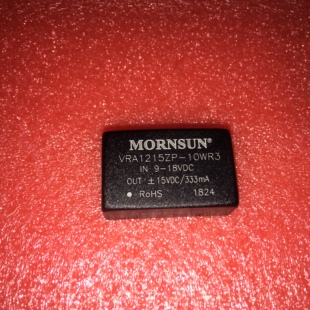 MORNSUN®
VRA1215ZP-10WR3
IN 9-18VDC
OUT ±15VDC/333mA
RoHS 1824